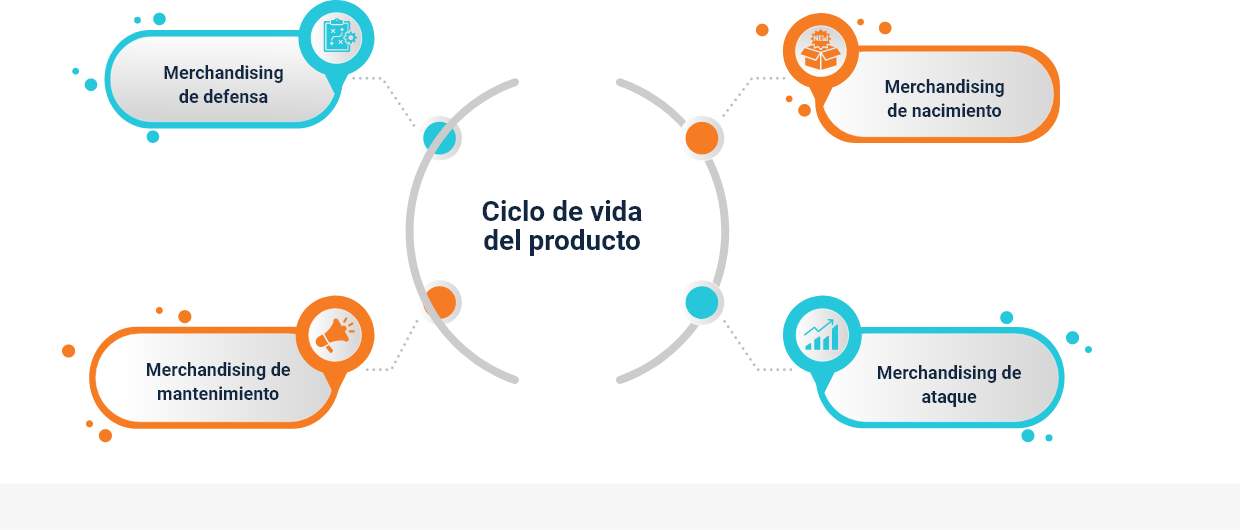 Merchandising
de defensa
NEW!
Merchandising
de nacimiento
Ciclo de vida
del producto
Merchandising de
mantenimiento
Merchandising de
ataque